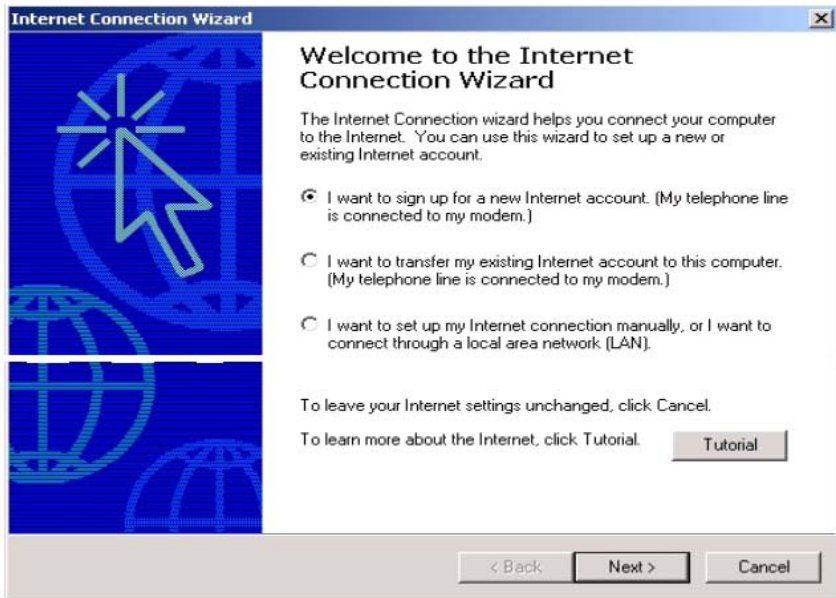 Internet Connection Wizard
Welcome to the Internet
Connection Wizard
The Internet Connection wizard helps you connect your computer
to the Internet. You can use this wizard to set up a new or
existing Internet account.
I want to sign up for a new Internet account. (My telephone line
is connected to my modem.)
I want to transfer my existing Internet account to this computer.
(My telephone line is connected to my modem.)
I want to set up my Internet connection manually, or I want to
connect through a local area network (LAN).
To leave your Internet settings unchanged, click Cancel.
To learn more about the Internet, click Tutorial.
Tutorial
< Back
Next >
Cancel